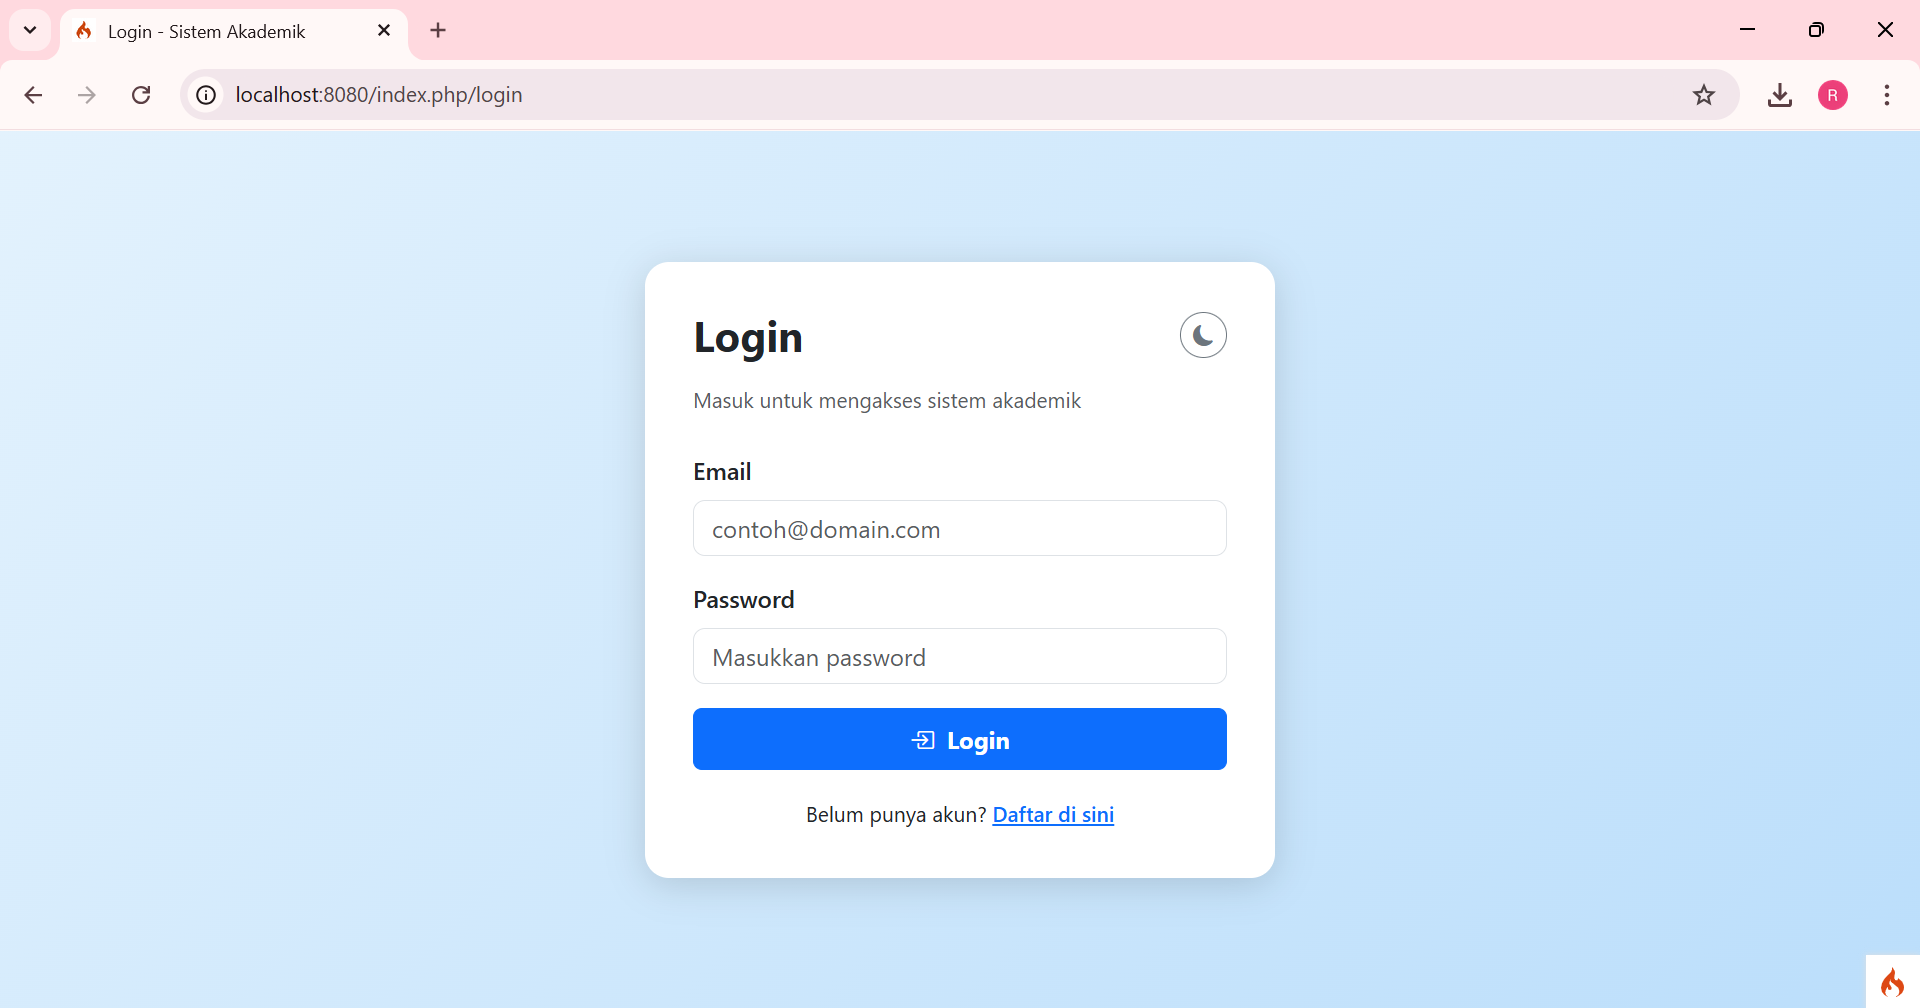 Login - Sistem Akademik
localhost:8080/index.php/login
R
Login
Masuk untuk mengakses sistem akademik
Email
contoh@domain.com
Password
Masukkan password
Login
Belum punya akun? Daftar di sini